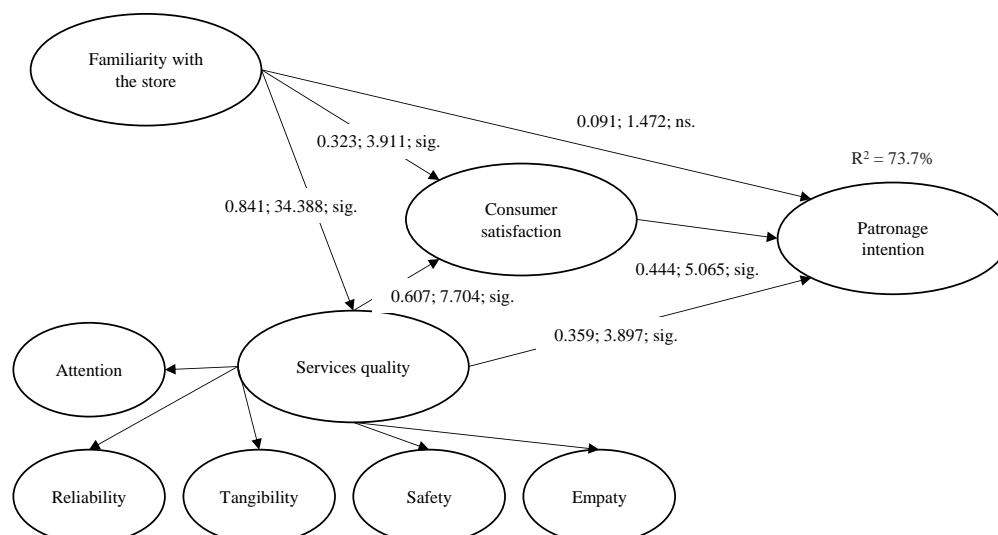 Familiarity with
the store
0.091; 1.472; ns.
0.323; 3.911; sig.
R² = 73.7%
0.841; 34.388; sig.
Consumer
satisfaction
Patronage
intention
0.444; 5.065; sig.
0.607; 7.704; sig.
0.359; 3.897; sig.
Attention
Services quality
Reliability
Tangibility
Safety
Empaty